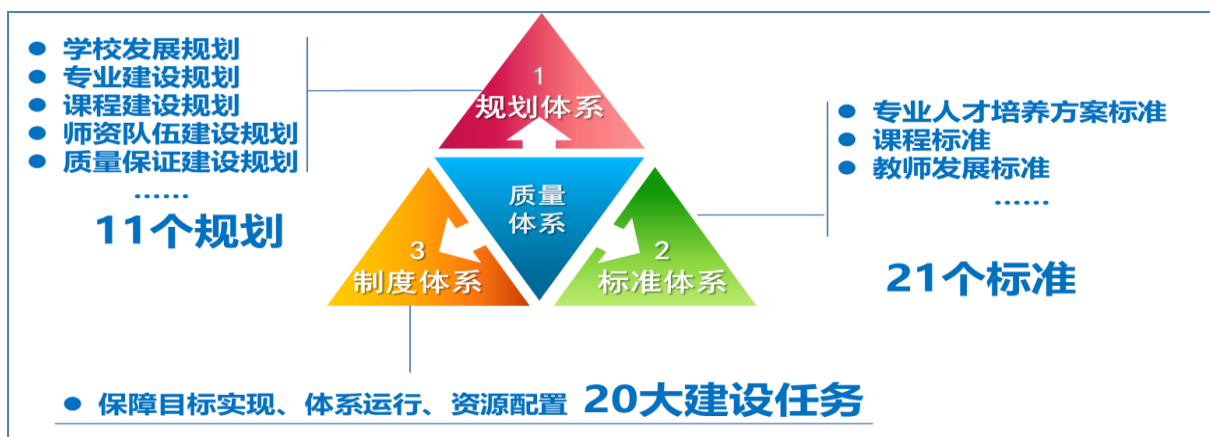 ● 学校发展规划
● 专业建设规划
● 课程建设规划
● 师资队伍建设规划
● 质量保证建设规划
……
11个规划
1
规划体系
质量
体系
3
制度体系
2
标准体系
● 专业人才培养方案标准
● 课程标准
● 教师发展标准
……
21个标准
● 保障目标实现、体系运行、资源配置 20大建设任务